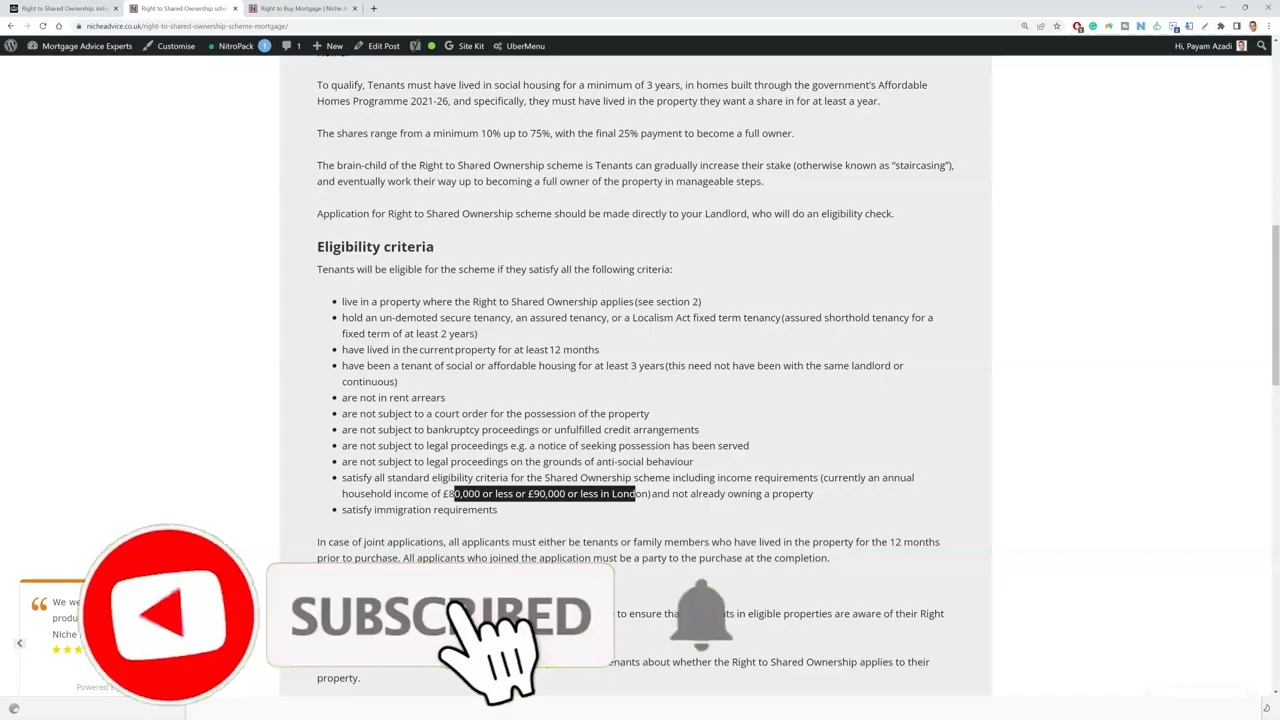 Right to Shared Ownership: initia
Right to Shared Ownership sche
Right to Buy Mortgage | Niche A
nicheadvice.co.uk/right-to-shared-ownership-scheme-mortgage/
Mortgage Advice Experts
Customise
NitroPack
1
1
New
Edit Post
Site Kit
UberMenu
Hi, Payam Azadi
To qualify, Tenants must have lived in social housing for a minimum of 3 years, in homes built through the government's Affordable
Homes Programme 2021-26, and specifically, they must have lived in the property they want a share in for at least a year.
The shares range from a minimum 10% up to 75%, with the final 25% payment to become a full owner.
The brain-child of the Right to Shared Ownership scheme is Tenants can gradually increase their stake (otherwise known as "staircasing"),
and eventually work their way up to becoming a full owner of the property in manageable steps.
Application for Right to Shared Ownership scheme should be made directly to your Landlord, who will do an eligibility check.
Eligibility criteria
Tenants will be eligible for the scheme if they satisfy all the following criteria:
live in a property where the Right to Shared Ownership applies (see section 2)
hold an un-demoted secure tenancy, an assured tenancy, or a Localism Act fixed term tenancy (assured shorthold tenancy for a
fixed term of at least 2 years)
have lived in the current property for at least 12 months
have been a tenant of social or affordable housing for at least 3 years (this need not have been with the same landlord or
continuous)
are not in rent arrears
are not subject to a court order for the possession of the property
are not subject to bankruptcy proceedings or unfulfilled credit arrangements
are not subject to legal proceedings e.g. a notice of seeking possession has been served
are not subject to legal proceedings on the grounds of anti-social behaviour
satisfy all standard eligibility criteria for the Shared Ownership scheme including income requirements (currently an annual
household income of £80,000 or less or £90,000 or less in London) and not already owning a property
satisfy immigration requirements
In case of joint applications, all applicants must either be tenants or family members who have lived in the property for the 12 months
prior to purchase. All applicants who joined the application must be a party to the purchase at the completion.
We we
produ
Niche
Powered
SUBSCRIBED
to ensure that in eligible properties are aware of their Right
enants about whether the Right to Shared Ownership applies to their
property.